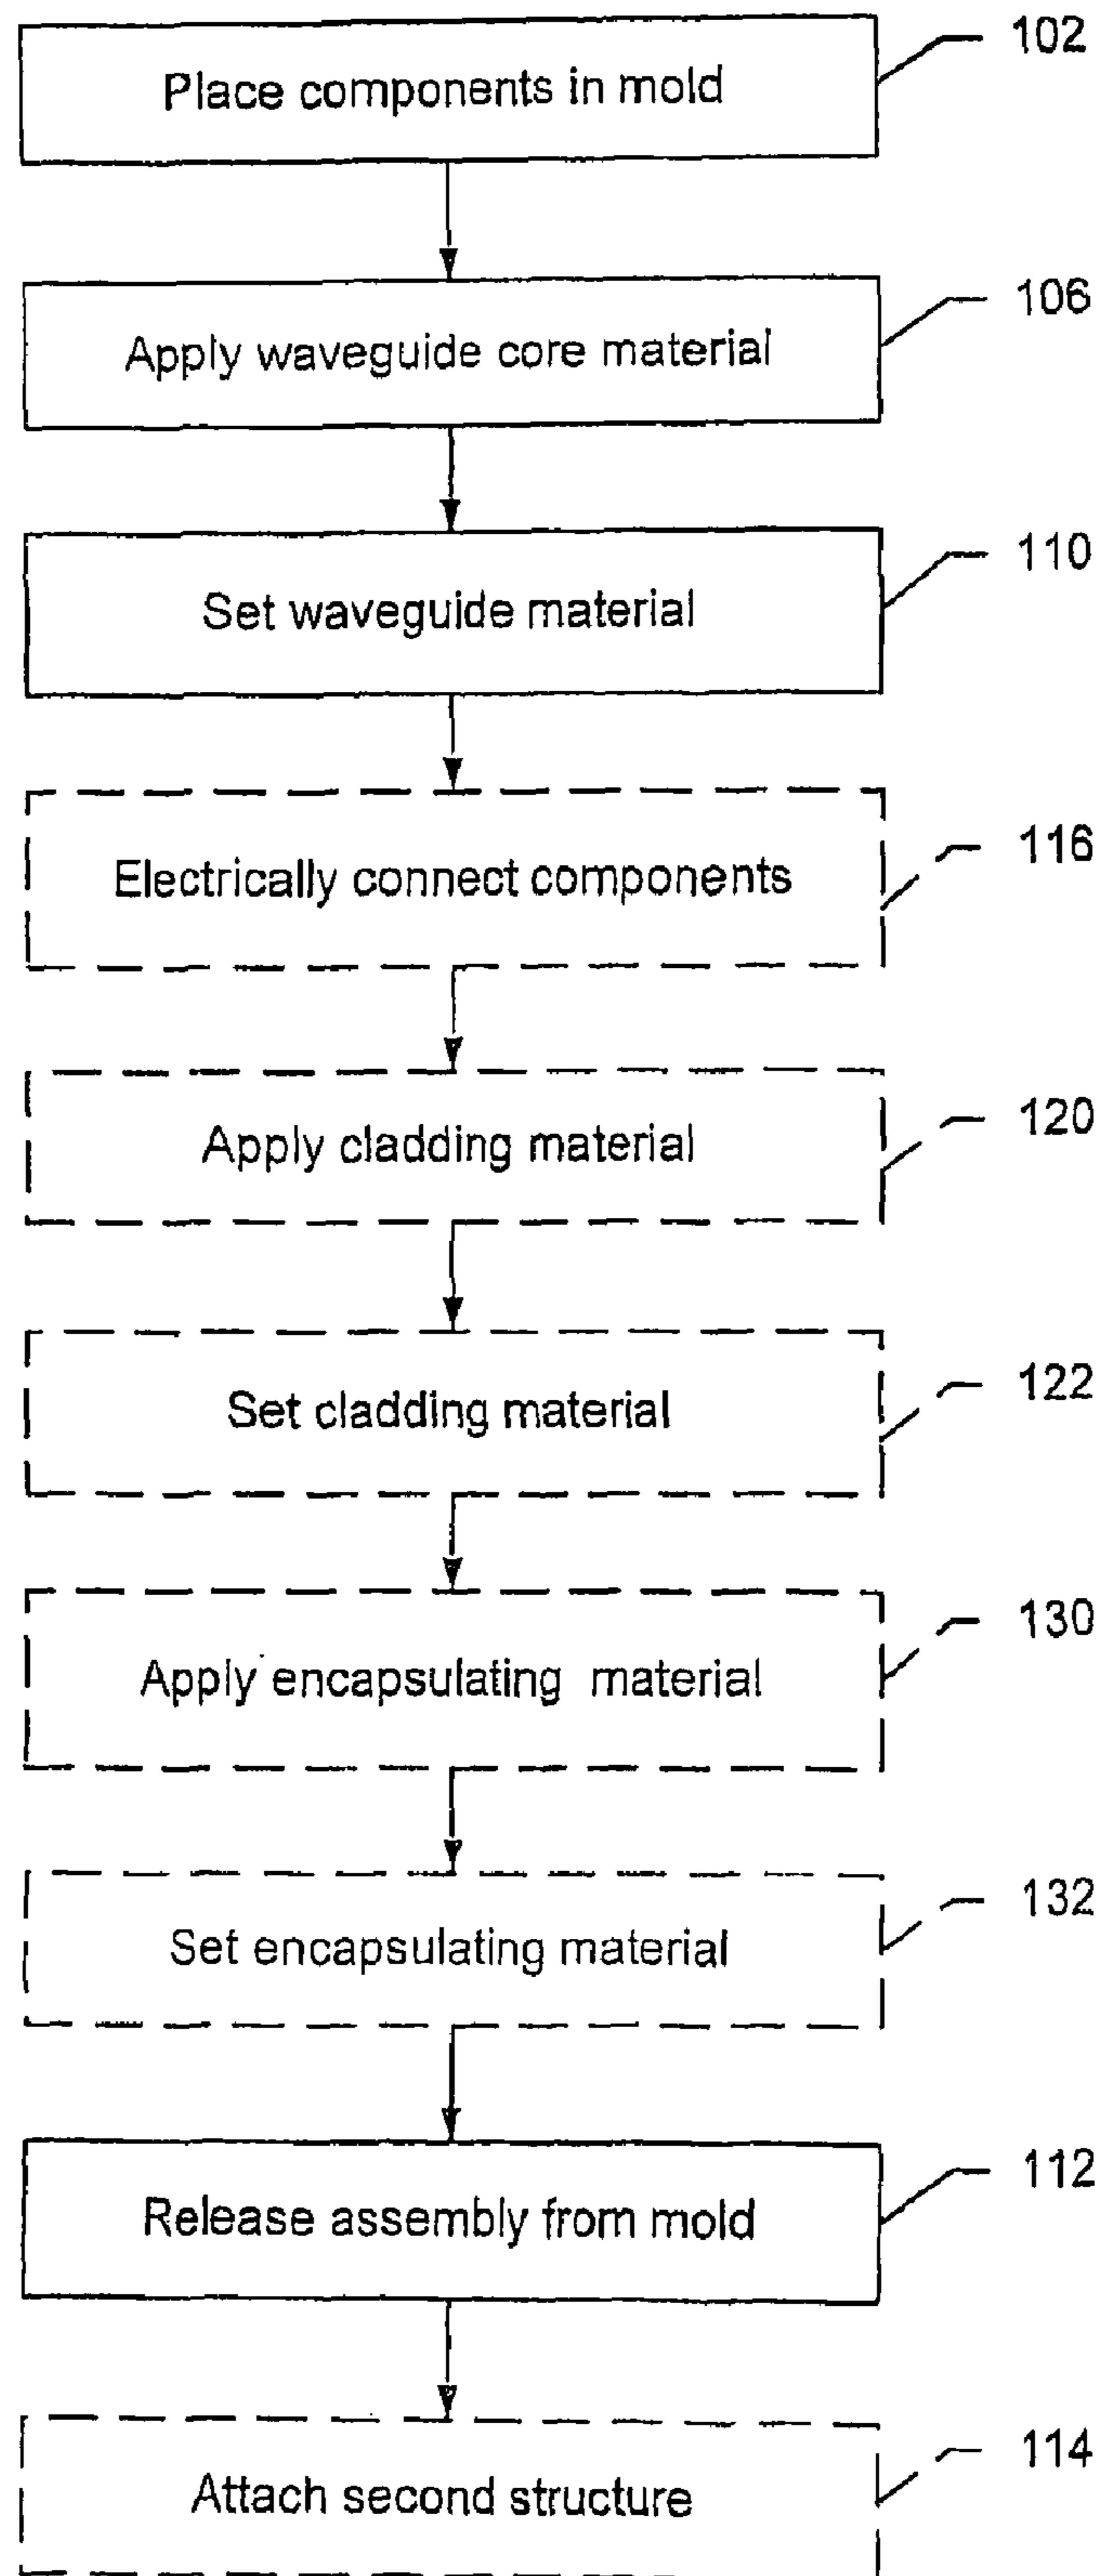 Place components in mold
102
Apply waveguide core material
106
Set waveguide material
110
Electrically connect components
116
Apply cladding material
120
Set cladding material
122
Apply encapsulating material
130
Set encapsulating material
132
Release assembly from mold
112
Attach second structure
114